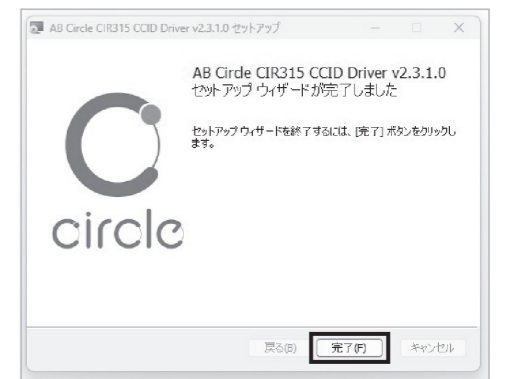 AB Circle CIR315 CCID Driver v2.3.1.0 セットアップ
AB Circle CIR315 CCID Driver v2.3.1.0
セットアップ ウィザードが完了しました
セットアップ ウィザードを終了するには、[完了] ボタンをクリックし
ます。
circle
戻る(B)
完了(F)
キャンセル